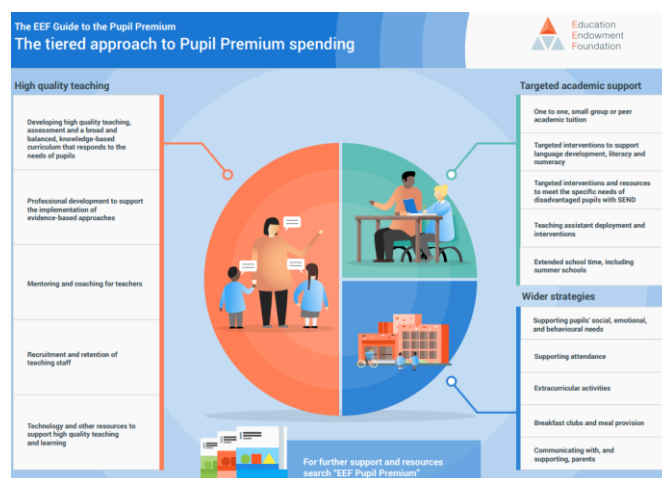 The EEF Guide to the Pupil Premium
The tiered approach to Pupil Premium spending
Education
Endowment
Foundation
High quality teaching
Developing high quality teaching,
assessment and a broad and
balanced, knowledge-based
curriculum that responds to the
needs of pupils
Professional development to support
the implementation of
evidence-based approaches
Mentoring and coaching for teachers
Recruitment and retention of
teaching staff
Technology and other resources to
support high quality teaching
and learning
Targeted academic support
One to one, small group or peer
academic tuition
Targeted interventions to support
language development, literacy and
numeracy
Targeted interventions and resources
to meet the specific needs of
disadvantaged pupils with SEND
Teaching assistant deployment and
interventions
Extended school time, including
summer schools
Wider strategies
Supporting pupils' social, emotional,
and behavioural needs
Supporting attendance
Extracurricular activities
Breakfast clubs and meal provision
Communicating with, and
supporting, parents
For further support and resources
search "EEF Pupil Premium"